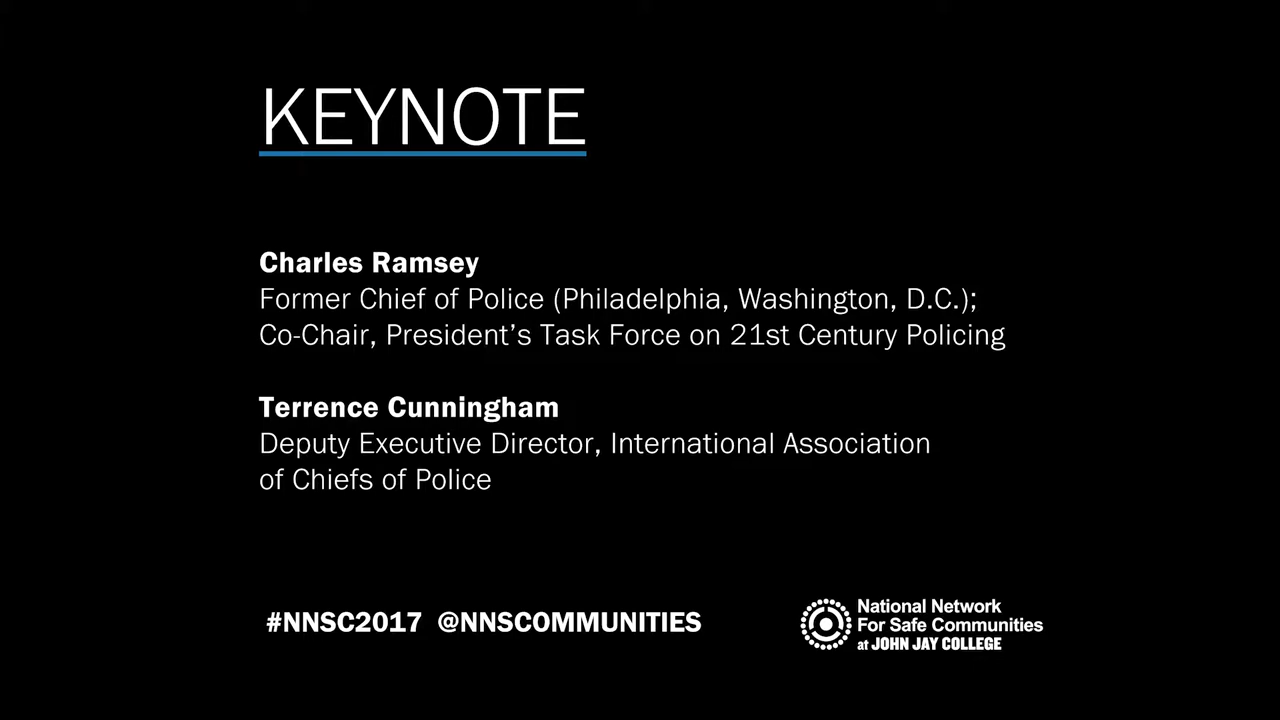 KEYNOTE
Charles Ramsey
Former Chief of Police (Philadelphia, Washington, D.C.);
Co-Chair, President’s Task Force on 21st Century Policing
Terrence Cunningham
Deputy Executive Director, International Association
of Chiefs of Police
#NNSC2017 @NNSCOMMUNITIES
National Network
For Safe Communities
at JOHN JAY COLLEGE